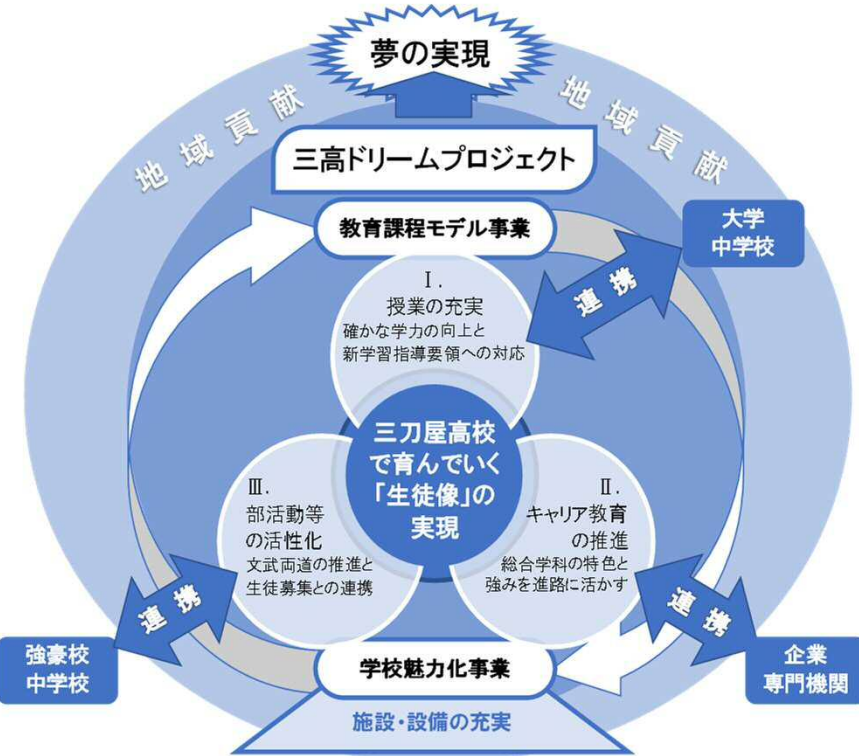 夢の実現
地域貢献
地域貢献
三高ドリームプロジェクト
教育課程モデル事業
大学
中学校
連携
Ⅰ.
授業の充実
確かな学力の向上と
新学習指導要領への対応
三刀屋高校
で育んでいく
「生徒像」の
実現
Ⅲ.
部活動等
の活性化
文武両道の推進と
生徒募集との連携
Ⅱ.
キャリア教育
の推進
総合学科の特色と
強みを進路に活かす
連携
連携
強豪校
中学校
学校魅力化事業
企業
専門機関
施設・設備の充実